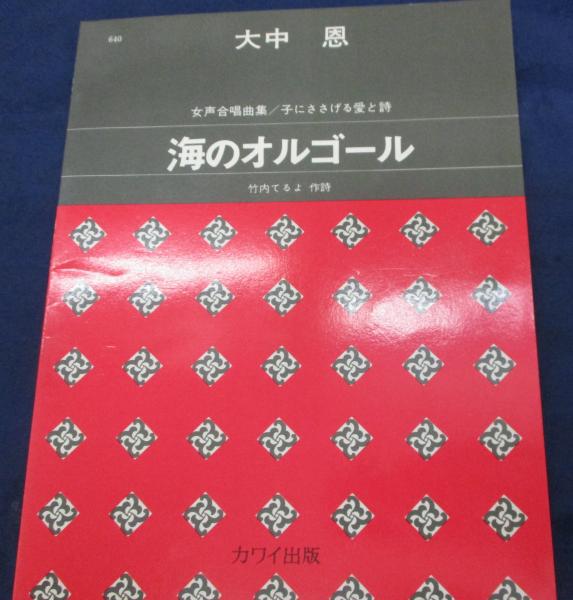 640
大中 恩
女声合唱曲集/子にささげる愛と詩
海のオルゴール
竹内てるよ 作詩
カワイ出版